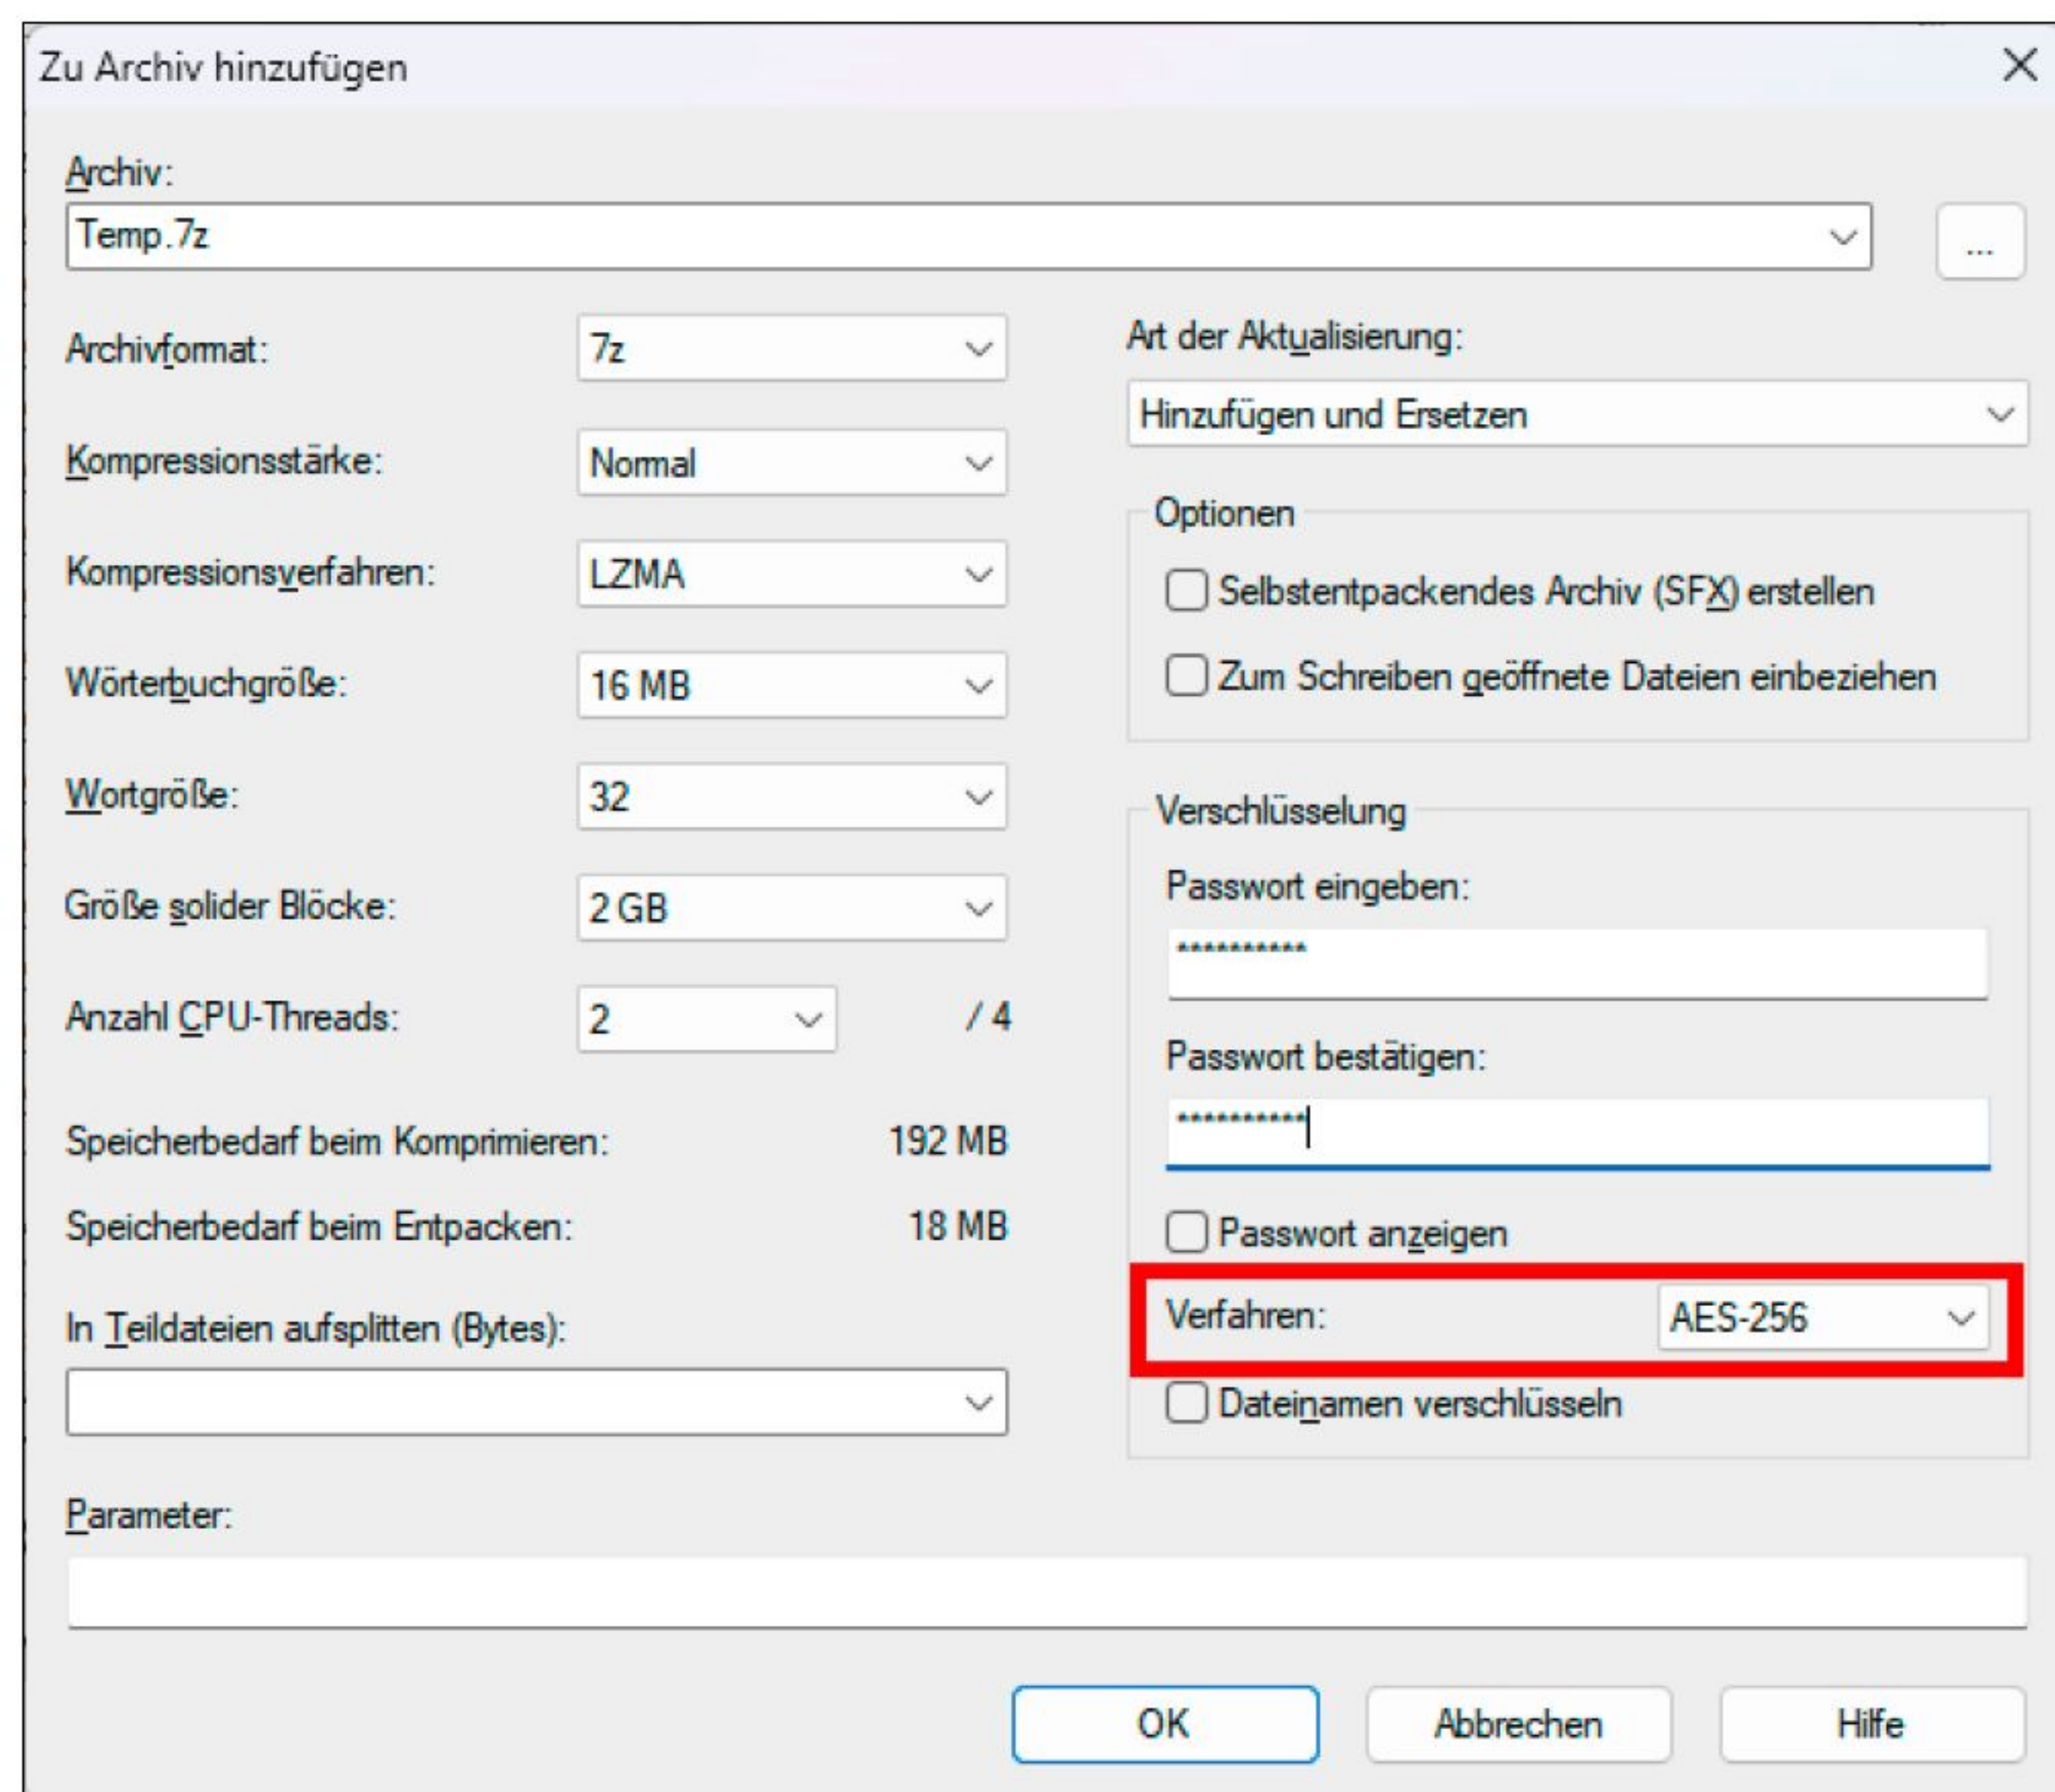 Zu Archiv hinzufügen
Archiv:
Temp.7z
...
Archivformat:
7z
Kompressionsstärke:
Normal
Kompressionsverfahren:
LZMA
Wörterbuchgröße:
16 MB
Wortgröße:
32
Größe solider Blöcke:
2 GB
Anzahl CPU-Threads:
2
/ 4
Speicherbedarf beim Komprimieren:
192 MB
Speicherbedarf beim Entpacken:
18 MB
In Teildateien aufsplitten (Bytes):
Parameter:
Art der Aktualisierung:
Hinzufügen und Ersetzen
Optionen
Selbstentpackendes Archiv (SFX) erstellen
Zum Schreiben geöffnete Dateien einbeziehen
Verschlüsselung
Passwort eingeben:
**********
Passwort bestätigen:
**********
Passwort anzeigen
Verfahren:
AES-256
Dateinamen verschlüsseln
OK
Abbrechen
Hilfe